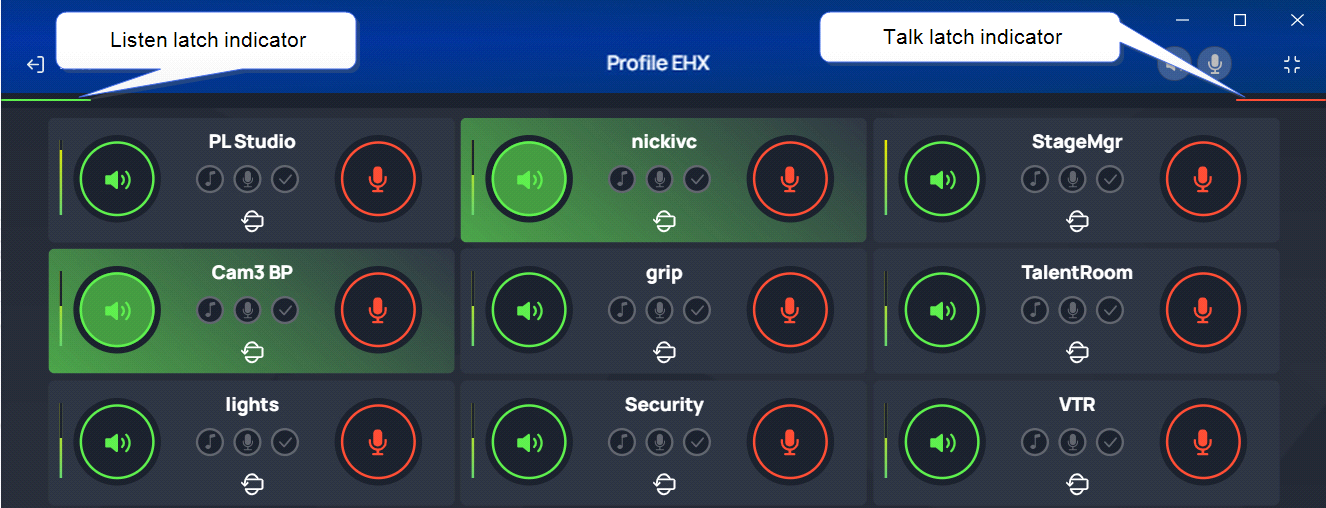 Listen latch indicator
Talk latch indicator
Profile EHX
PL Studio
nickivc
StageMgr
Cam3 BP
grip
TalentRoom
lights
Security
VTR